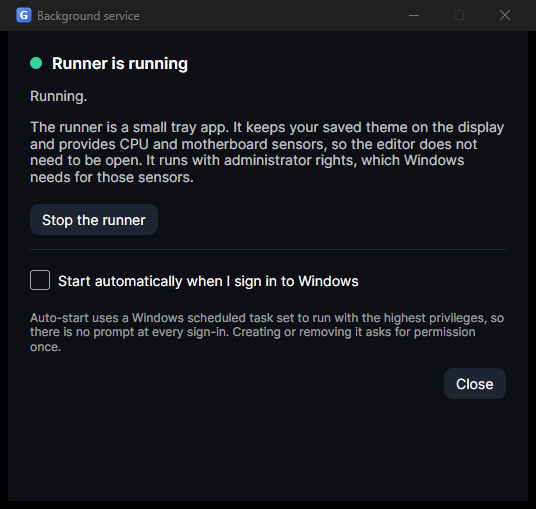 G Background service
Runner is running
Running.
The runner is a small tray app. It keeps your saved theme on the display
and provides CPU and motherboard sensors, so the editor does not
need to be open. It runs with administrator rights, which Windows
needs for those sensors.
Stop the runner
Start automatically when I sign in to Windows
Auto-start uses a Windows scheduled task set to run with the highest privileges, so
there is no prompt at every sign-in. Creating or removing it asks for permission
once.
Close